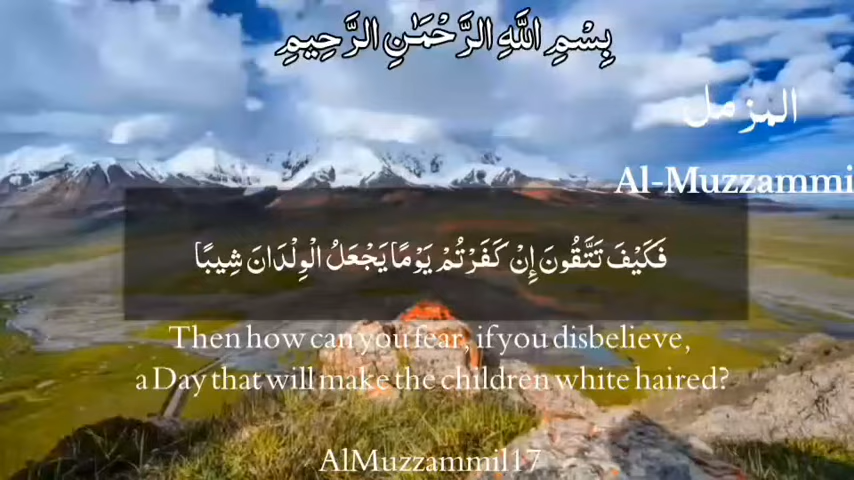 بِسْمِ اللَّهِ الرَّحْمَٰنِ الرَّحِيمِ
المزمل
Al-Muzzammi
فَكَيْفَ تَتَّقُونَ إِنْ كَفَرْتُمْ يَوْمًا يَجْعَلُ الْوِلْدَانَ شِيبًا
Then how can you fear, if you disbelieve,
a Day that will make the children white haired?
AlMuzzammil17